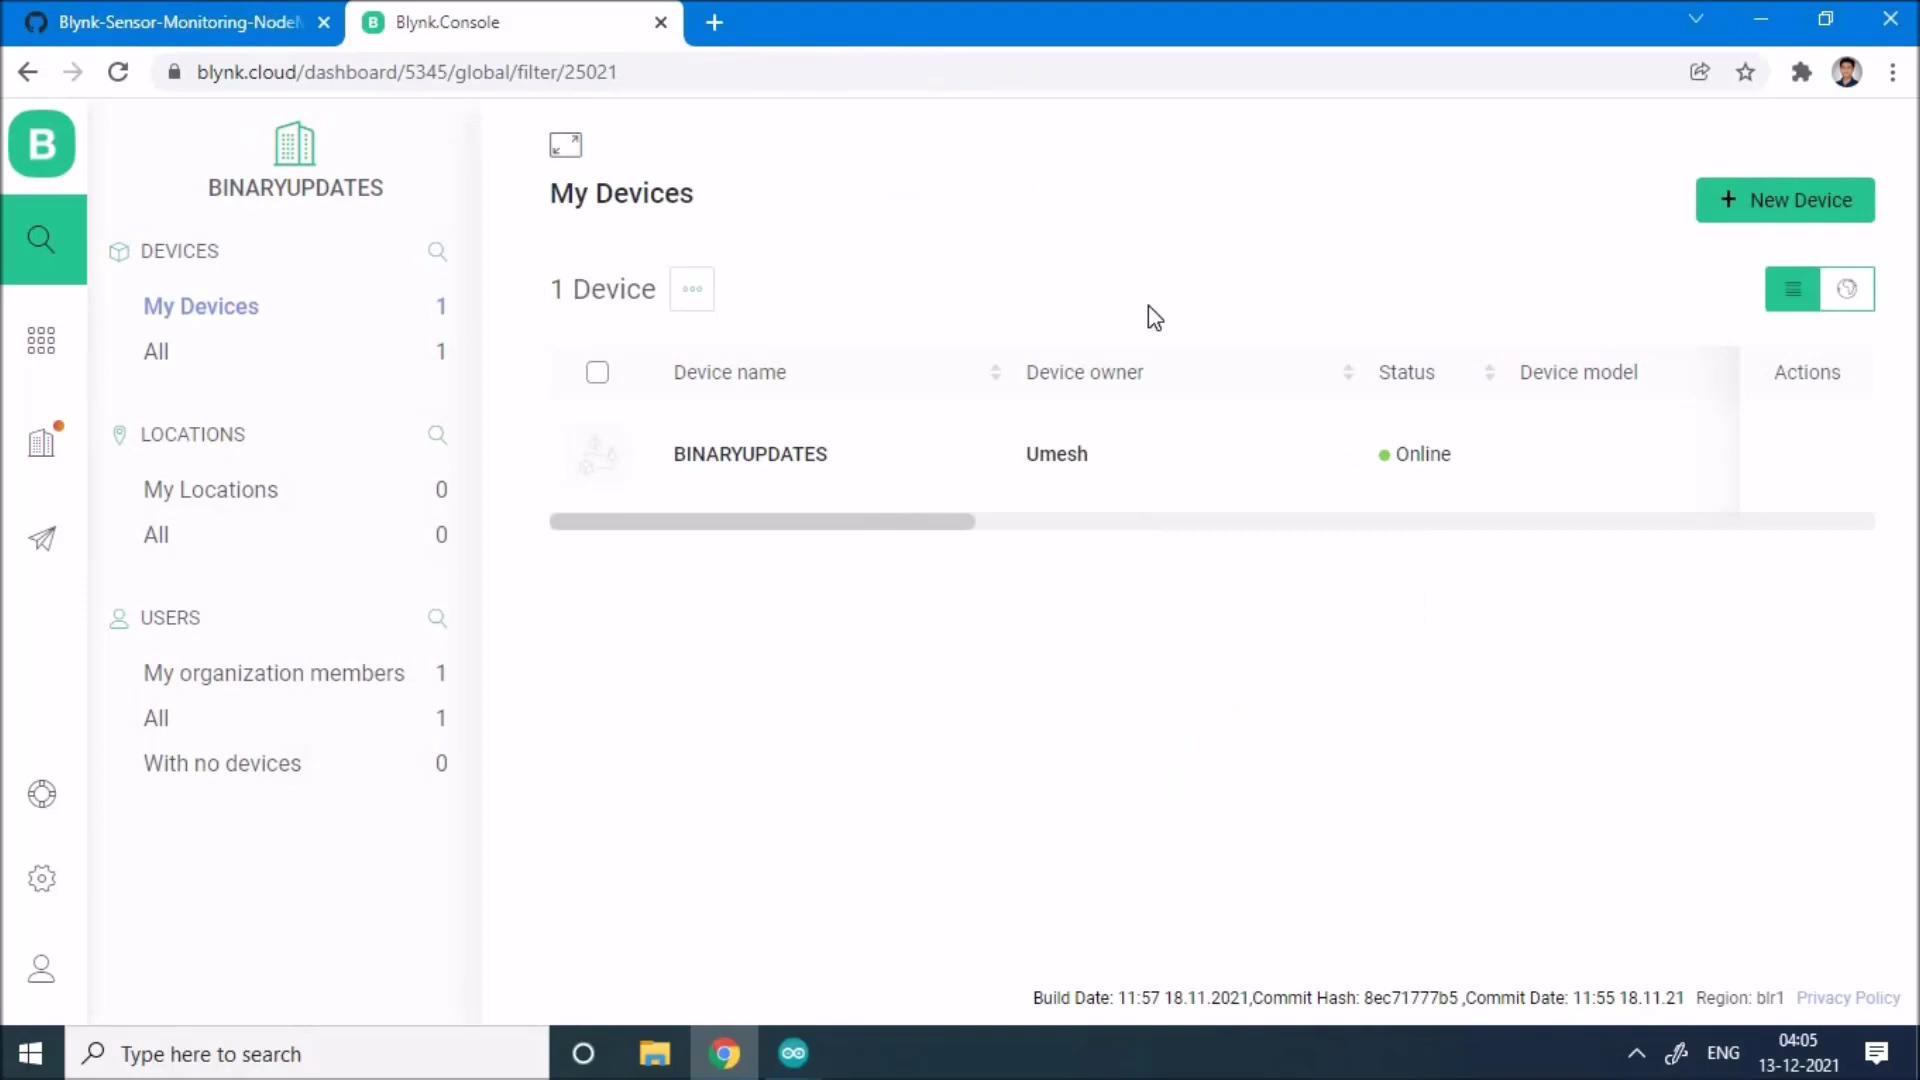 Blynk-Sensor-Monitoring-Node
B Blynk.Console
blynk.cloud/dashboard/5345/global/filter/25021
B
BINARYUPDATES
DEVICES
My Devices 1
All 1
LOCATIONS
My Locations 0
All 0
USERS
My organization members 1
All 1
With no devices 0
My Devices
+ New Device
1 Device
Device name Device owner Status Device model Actions
BINARYUPDATES Umesh Online
Build Date: 11:57 18.11.2021,Commit Hash: 8ec71777b5 ,Commit Date: 11:55 18.11.21 Region: blr1 Privacy Policy
Type here to search
ENG
04:05
13-12-2021